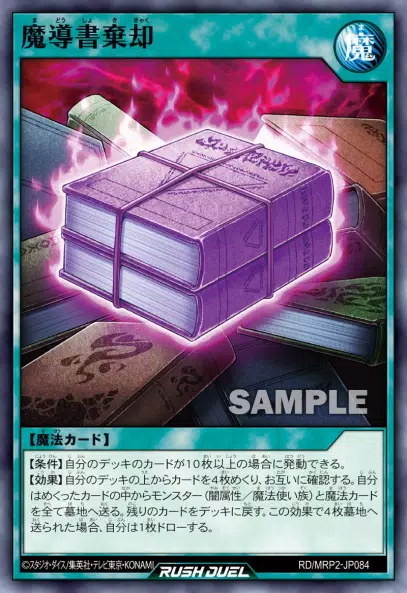 魔導書棄却
魔
SAMPLE
【魔法カード】
【条件】自分のデッキのカードが10枚以上の場合に発動できる。
【効果】自分のデッキの上からカードを4枚めくり、お互いに確認する。自分
はめくったカードの中からモンスター(闇属性/魔法使い族)と魔法カード
を全て墓地へ送る。残りのカードをデッキに戻す。この効果で4枚墓地へ
送られた場合、自分は1枚ドローする。
©スタジオ・ダイス/集英社・テレビ東京・KONAMI
RUSH DUEL
RD/MRP2-JP084